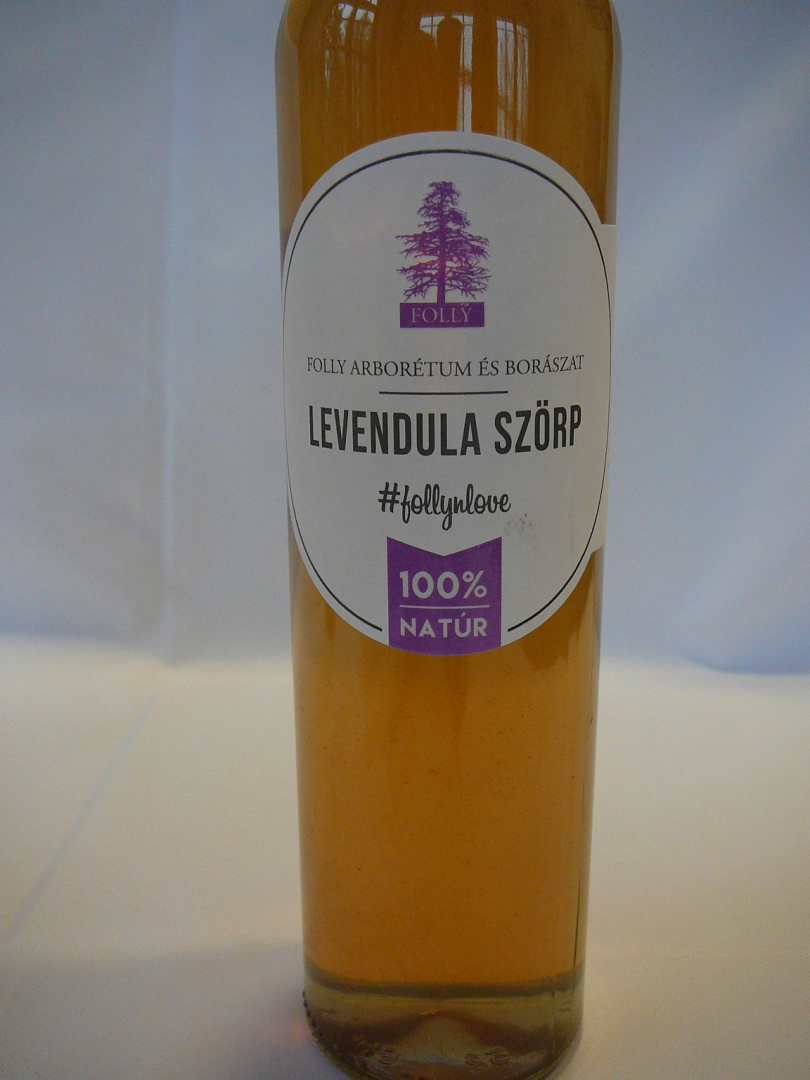 FOLLY
FOLLY ARBORÉTUM ÉS BORÁSZAT
LEVENDULA SZÖRP
#follynlove
100%
NATÚR